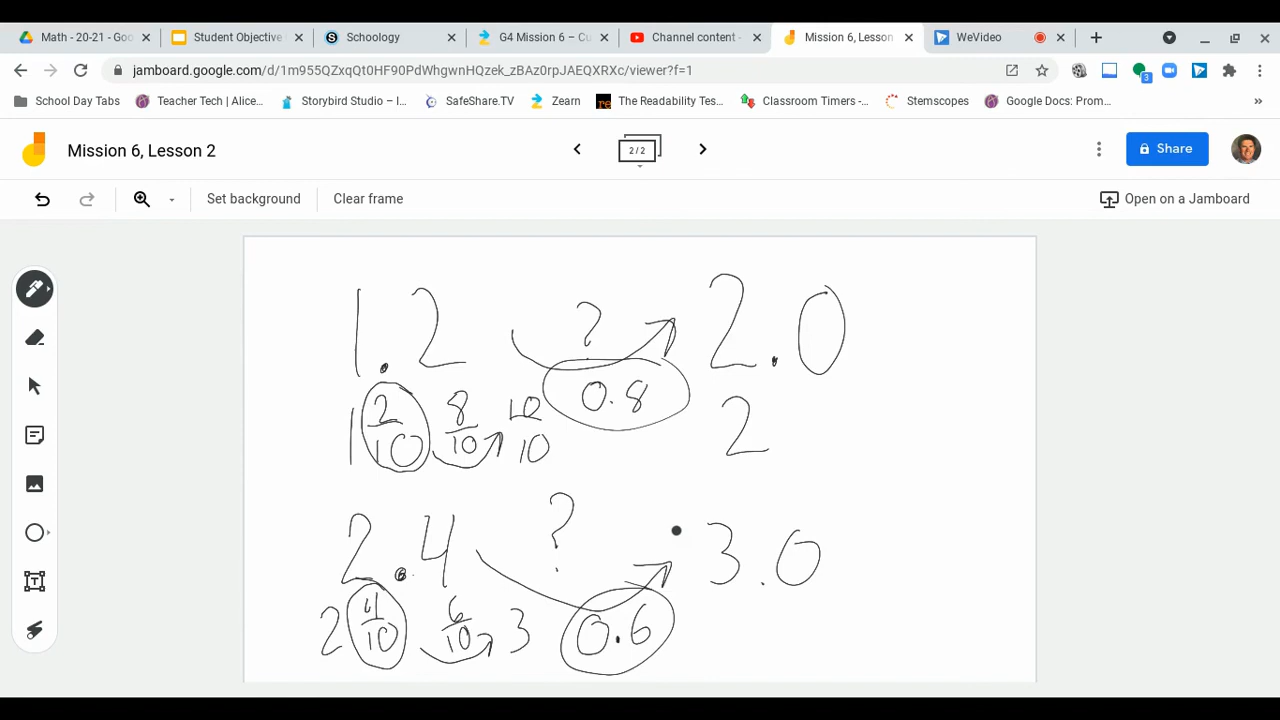 Math - 20-21 - Goo
Student Objective
Schoology
G4 Mission 6 – Cu
Channel content -
Mission 6, Lesson
WeVideo
jamboard.google.com/d/1m955QZxqQt0HF90PdWhgwnHQzek_zBAz0rpJAEQXRXc/viewer?f=1
3
School Day Tabs
Teacher Tech | Alice...
Storybird Studio – I...
SafeShare.TV
Zearn
re
The Readability Tes...
Classroom Timers -...
Stemscopes
Google Docs: Prom...
»
Mission 6, Lesson 2
2 / 2
Share
Set background
Clear frame
Open on a Jamboard
1.2 ? 2.0
0.8
1 2/10 8/10 10/10 2
2.4 ? 3.0
2 4/10 6/10 3 0.6